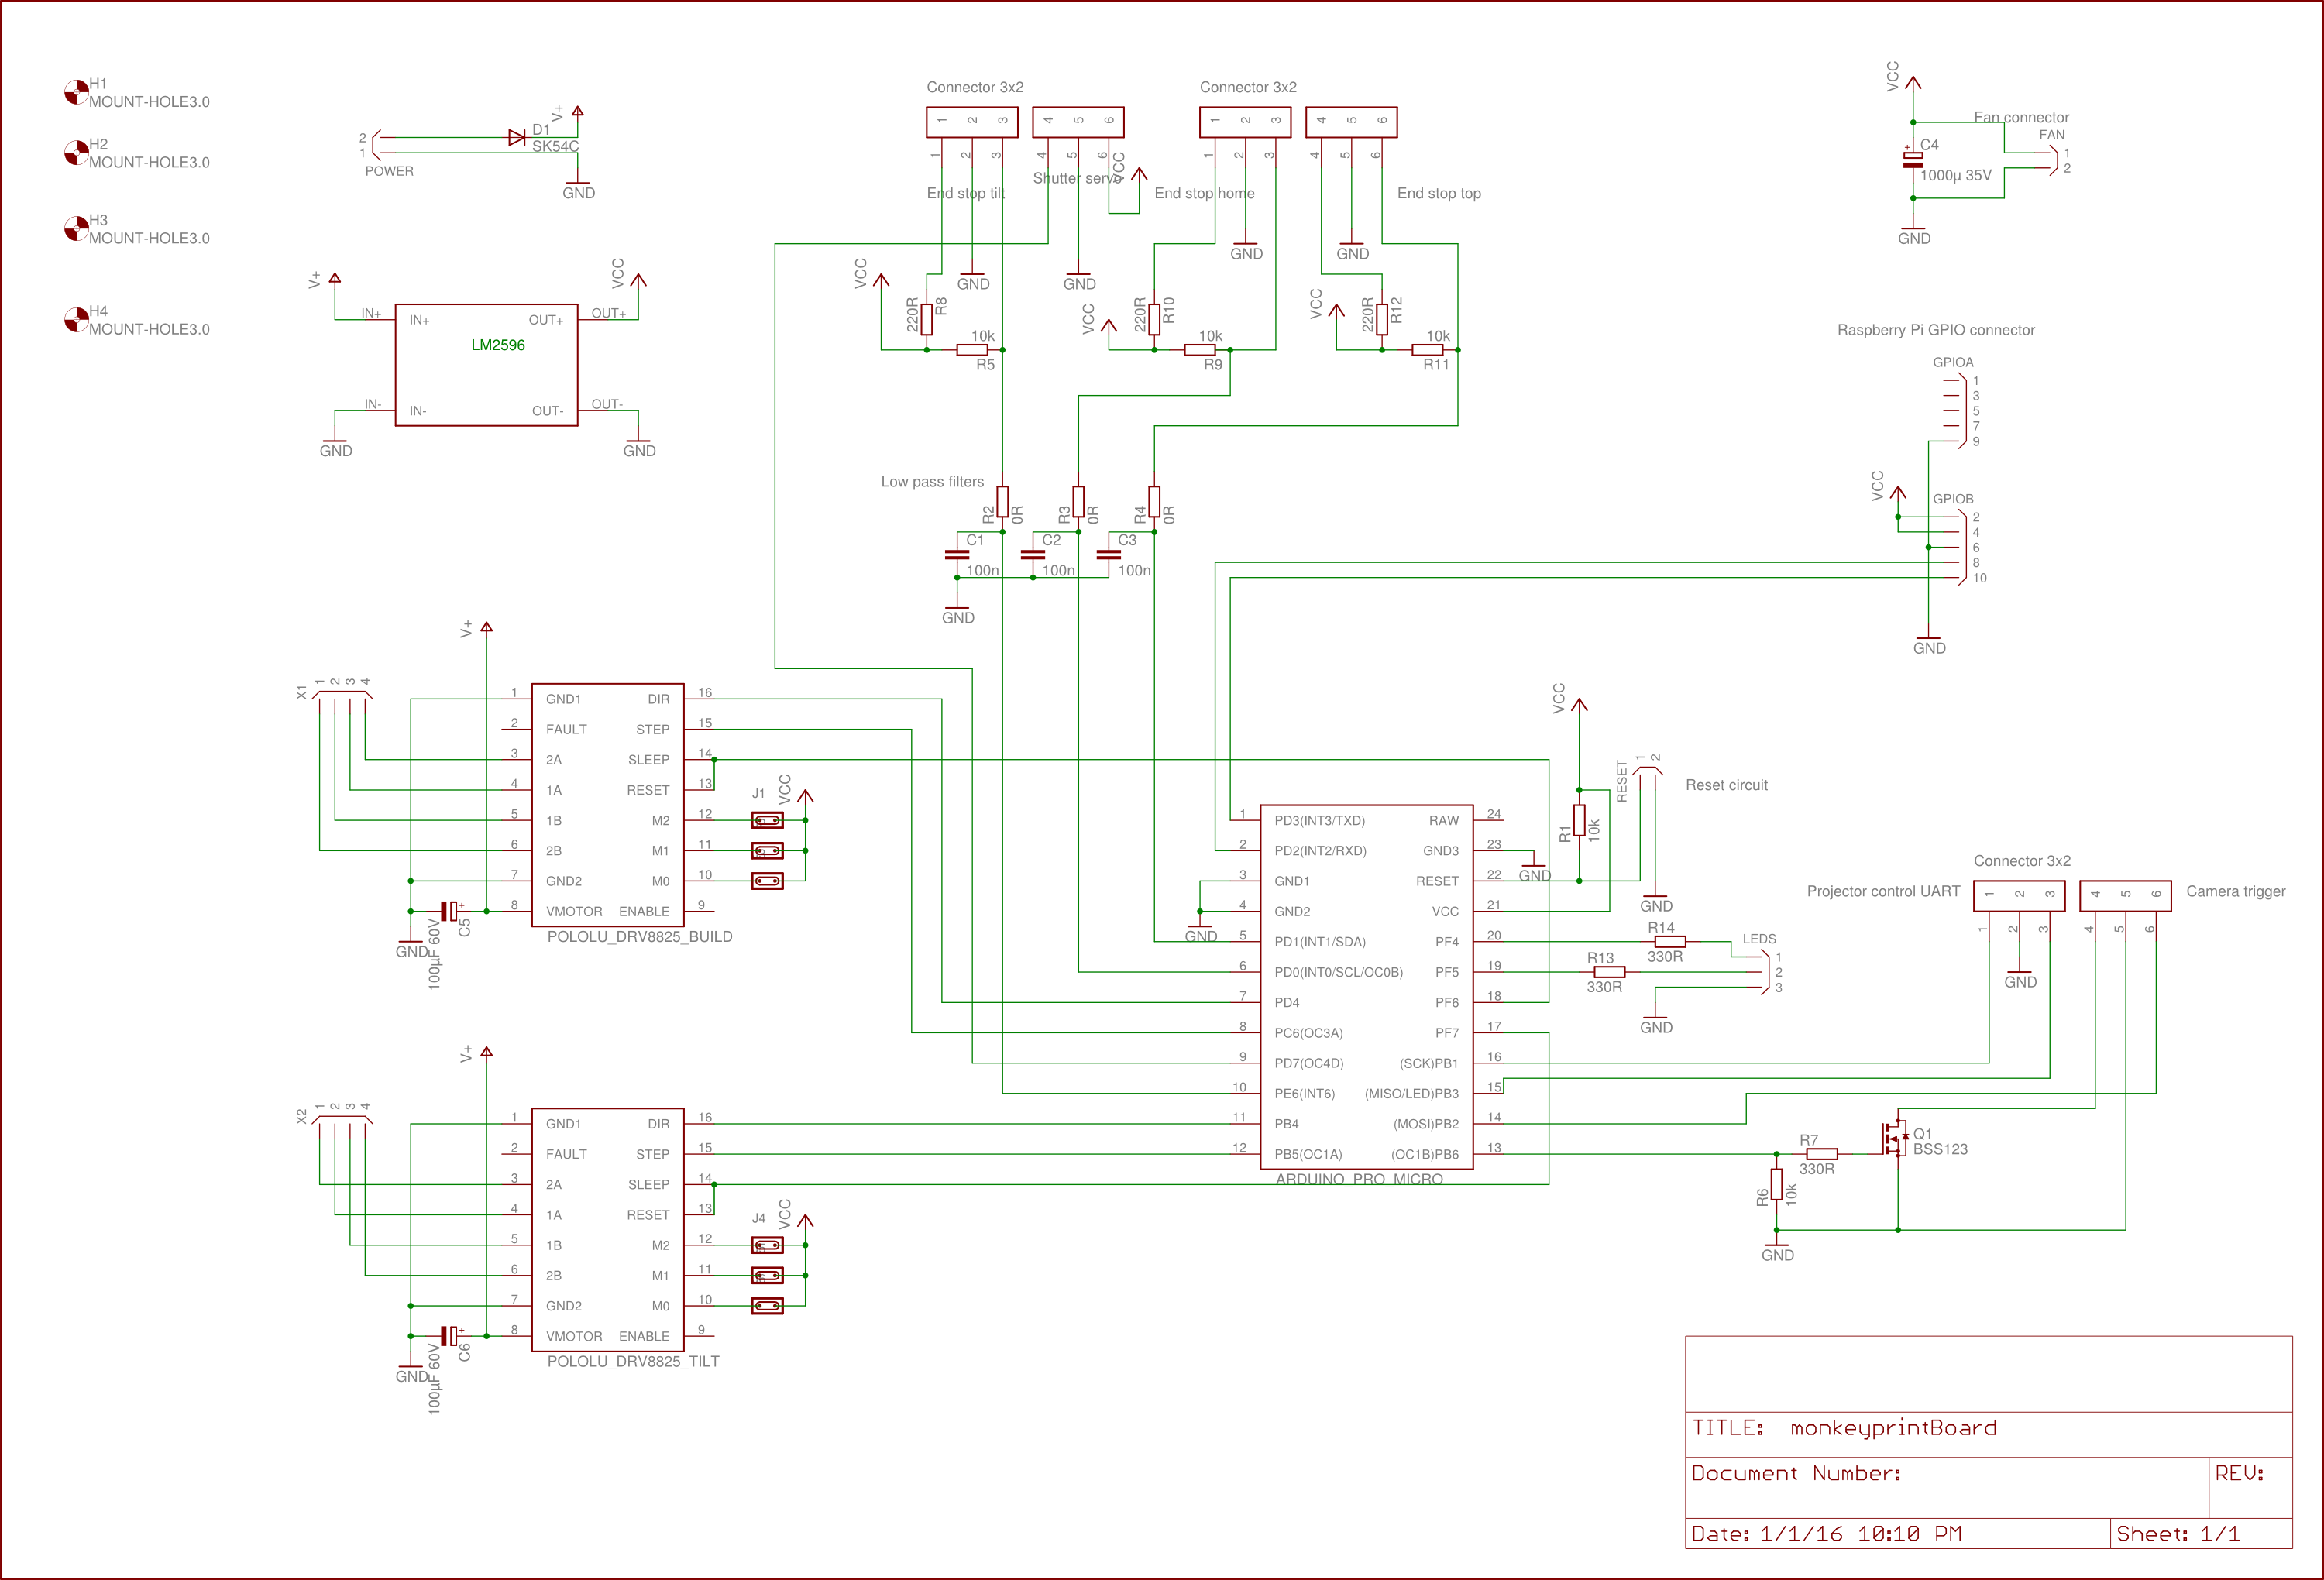 H1
MOUNT-HOLE3.0
H2
MOUNT-HOLE3.0
H3
MOUNT-HOLE3.0
H4
MOUNT-HOLE3.0
2
1
POWER
D1
SK54C
V+
GND
V+
VCC
IN+ IN+ OUT+ OUT+
LM2596
IN- IN- OUT- OUT-
GND
GND
Connector 3x2
1 2 3 4 5 6
1 2 3 4 5 6
VCC
End stop tilt
Shutter servo
Connector 3x2
1 2 3 4 5 6
1 2 3 4 5 6
End stop home
End stop top
GND
GND
GND
GND
VCC
220R
R8
10k
R5
VCC
220R
R10
10k
R9
VCC
220R
R12
10k
R11
VCC
Fan connector
FAN
1
2
+
C4
1000µ 35V
GND
Raspberry Pi GPIO connector
GPIOA
1
3
5
7
9
VCC
GPIOB
2
4
6
8
10
GND
Low pass filters
R2
0R
R3
0R
R4
0R
C1
100n
C2
100n
C3
100n
GND
V+
X1
1 2 3 4
1 GND1 DIR 16
2 FAULT STEP 15
3 2A SLEEP 14
4 1A RESET 13
5 1B M2 12
6 2B M1 11
7 GND2 M0 10
8 VMOTOR ENABLE 9
POLOLU_DRV8825_BUILD
J1
VCC
GND
100µF 60V
C5
+
V+
X2
1 2 3 4
1 GND1 DIR 16
2 FAULT STEP 15
3 2A SLEEP 14
4 1A RESET 13
5 1B M2 12
6 2B M1 11
7 GND2 M0 10
8 VMOTOR ENABLE 9
POLOLU_DRV8825_TILT
J4
VCC
GND
100µF 60V
C6
+
1 PD3(INT3/TXD) RAW 24
2 PD2(INT2/RXD) GND3 23
3 GND1 RESET 22
4 GND2 VCC 21
5 PD1(INT1/SDA) PF4 20
6 PD0(INT0/SCL/OC0B) PF5 19
7 PD4 PF6 18
8 PC6(OC3A) PF7 17
9 PD7(OC4D) (SCK)PB1 16
10 PE6(INT6) (MISO/LED)PB3 15
11 PB4 (MOSI)PB2 14
12 PB5(OC1A) (OC1B)PB6 13
ARDUINO_PRO_MICRO
GND
GND
VCC
R1
10k
RESET
1 2
Reset circuit
GND
R14
330R
R13
330R
LEDS
1
2
3
GND
Connector 3x2
Projector control UART
1 2 3 4 5 6
Camera trigger
1 2 3 4 5 6
GND
R7
330R
R6
10k
Q1
BSS123
GND
TITLE: monkeyprintBoard
Document Number:
REV:
Date: 1/1/16 10:10 PM
Sheet: 1/1